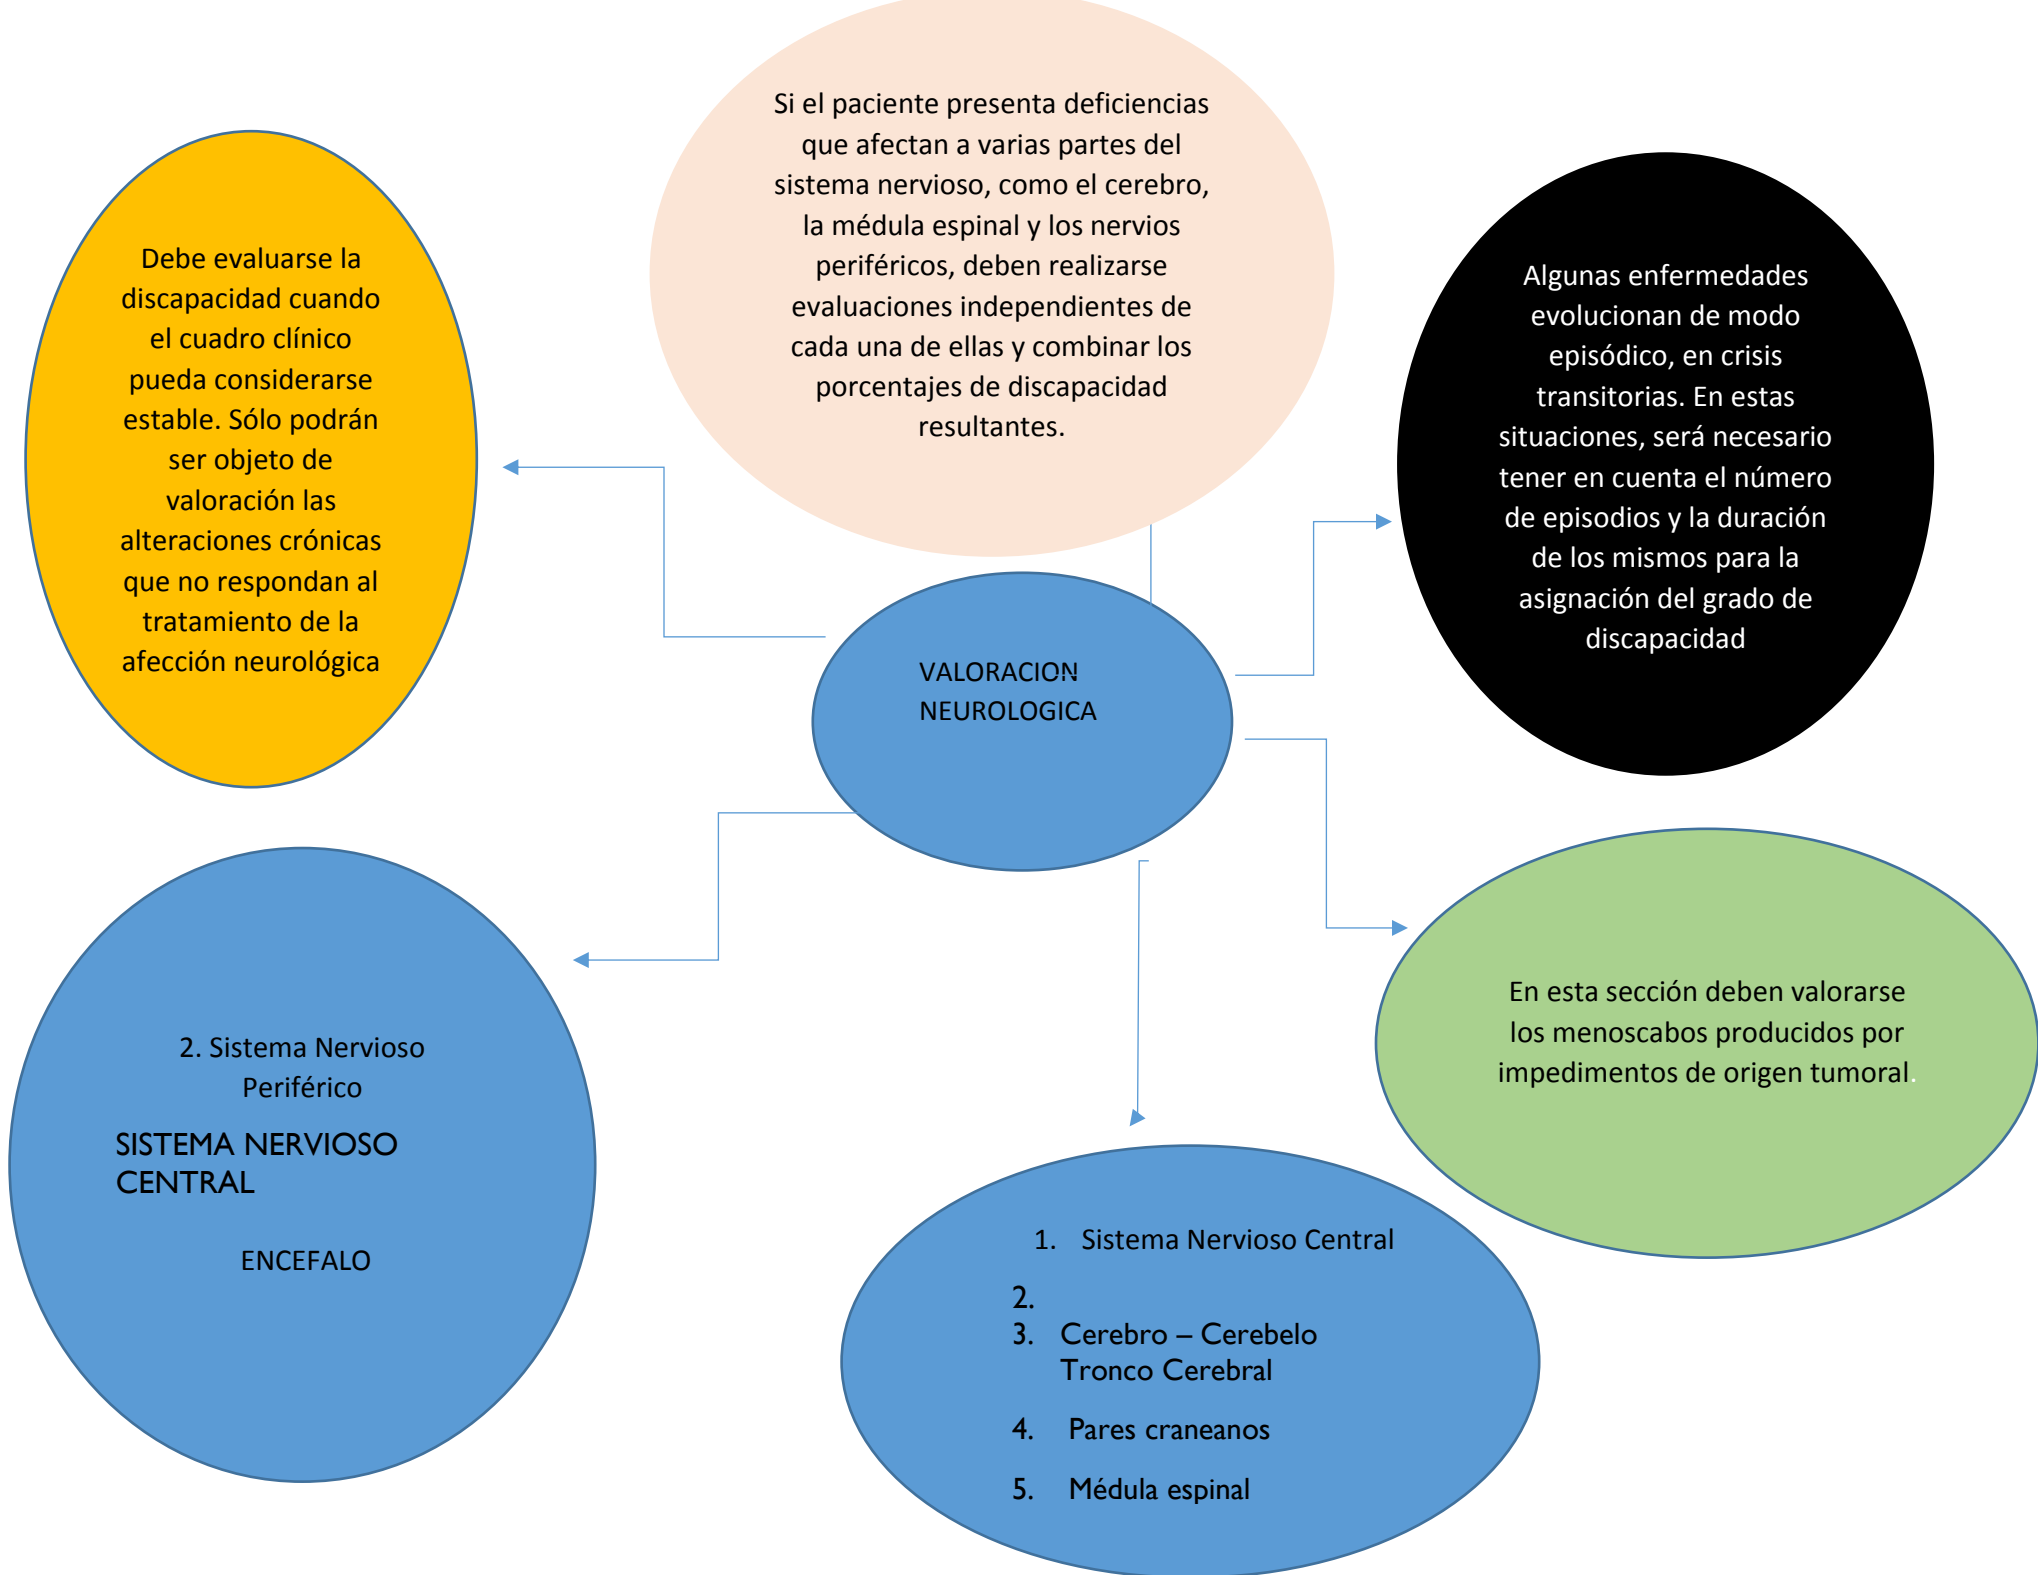 Si el paciente presenta deficiencias
que afectan a varias partes del
sistema nervioso, como el cerebro,
la médula espinal y los nervios
periféricos, deben realizarse
evaluaciones independientes de
cada una de ellas y combinar los
porcentajes de discapacidad
resultantes.
Debe evaluarse la
discapacidad cuando
el cuadro clínico
pueda considerarse
estable. Sólo podrán
ser objeto de
valoración las
alteraciones crónicas
que no respondan al
tratamiento de la
afección neurológica
Algunas enfermedades
evolucionan de modo
episódico, en crisis
transitorias. En estas
situaciones, será necesario
tener en cuenta el número
de episodios y la duración
de los mismos para la
asignación del grado de
discapacidad
VALORACION
NEUROLOGICA
En esta sección deben valorarse
los menoscabos producidos por
impedimentos de origen tumoral.
2. Sistema Nervioso
Periférico
SISTEMA NERVIOSO
CENTRAL
ENCEFALO
1. Sistema Nervioso Central
2.
3. Cerebro – Cerebelo
Tronco Cerebral
4. Pares craneanos
5. Médula espinal